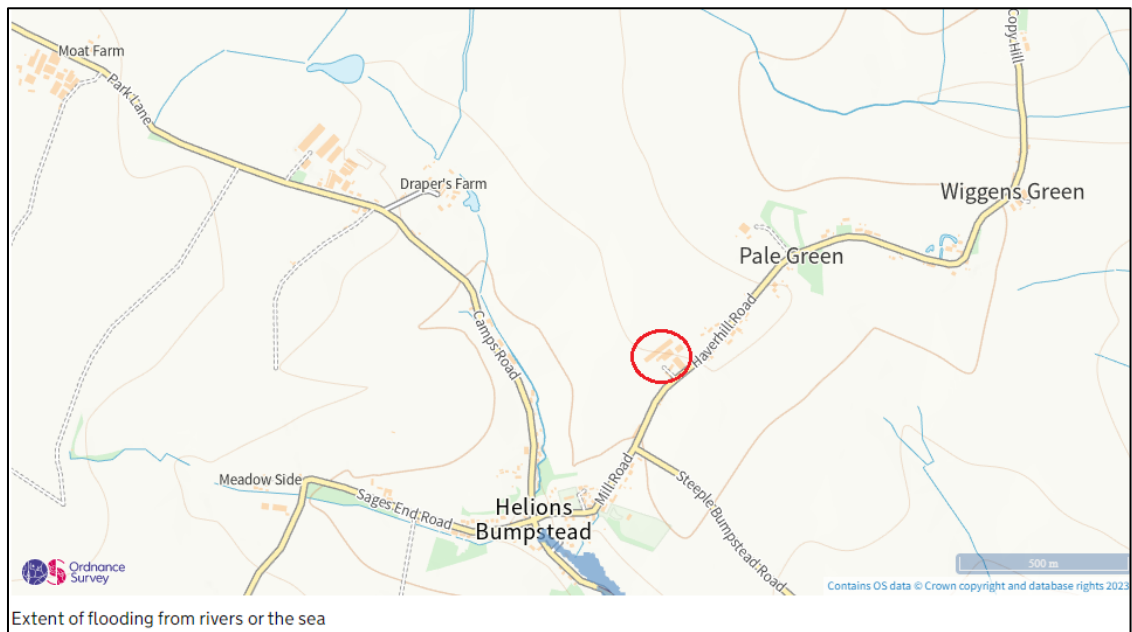 Copy Hill
Moat Farm
Park Lane
Draper's Farm
Wiggens Green
Pale Green
Haverhill Road
Camps Road
Meadow Side
Sages End Road
Mill Road
Steeple Bumpstead Road
Helions
Bumpstead
Ordnance
Survey
500 m
Contains OS data © Crown copyright and database rights 2023
Extent of flooding from rivers or the sea